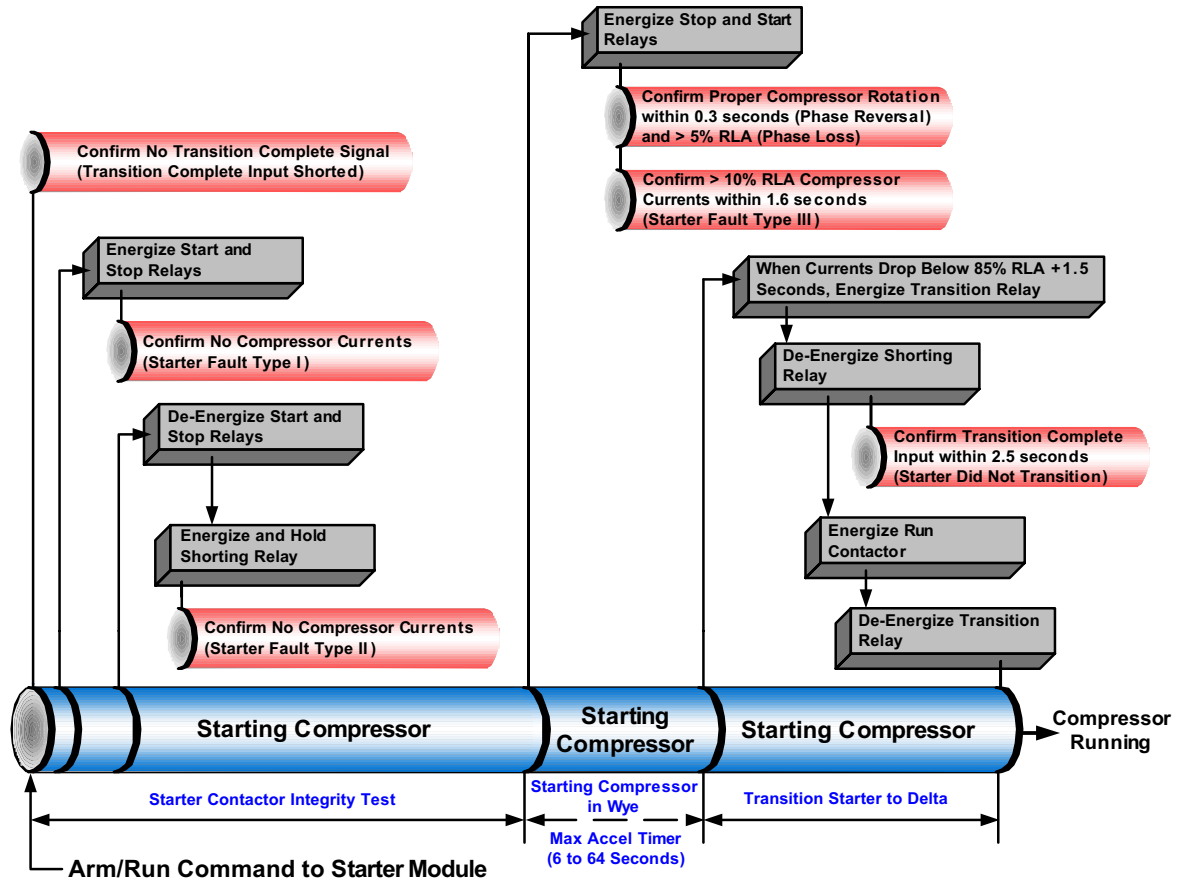 Energize Stop and Start
Relays
Confirm Proper Compressor Rotation
within 0.3 seconds (Phase Reversal)
and > 5% RLA (Phase Loss)
Confirm > 10% RLA Compressor
Currents within 1.6 seconds
(Starter Fault Type III)
Confirm No Transition Complete Signal
(Transition Complete Input Shorted)
Energize Start and
Stop Relays
Confirm No Compressor Currents
(Starter Fault Type I)
De-Energize Start and
Stop Relays
Energize and Hold
Shorting Relay
Confirm No Compressor Currents
(Starter Fault Type II)
When Currents Drop Below 85% RLA +1.5
Seconds, Energize Transition Relay
De-Energize Shorting
Relay
Confirm Transition Complete
Input within 2.5 seconds
(Starter Did Not Transition)
Energize Run
Contactor
De-Energize Transition
Relay
Starting Compressor
Starting
Compressor
Starting Compressor
Compressor
Running
Starter Contactor Integrity Test
Starting Compressor
in Wye
Max Accel Timer
(6 to 64 Seconds)
Transition Starter to Delta
Arm/Run Command to Starter Module